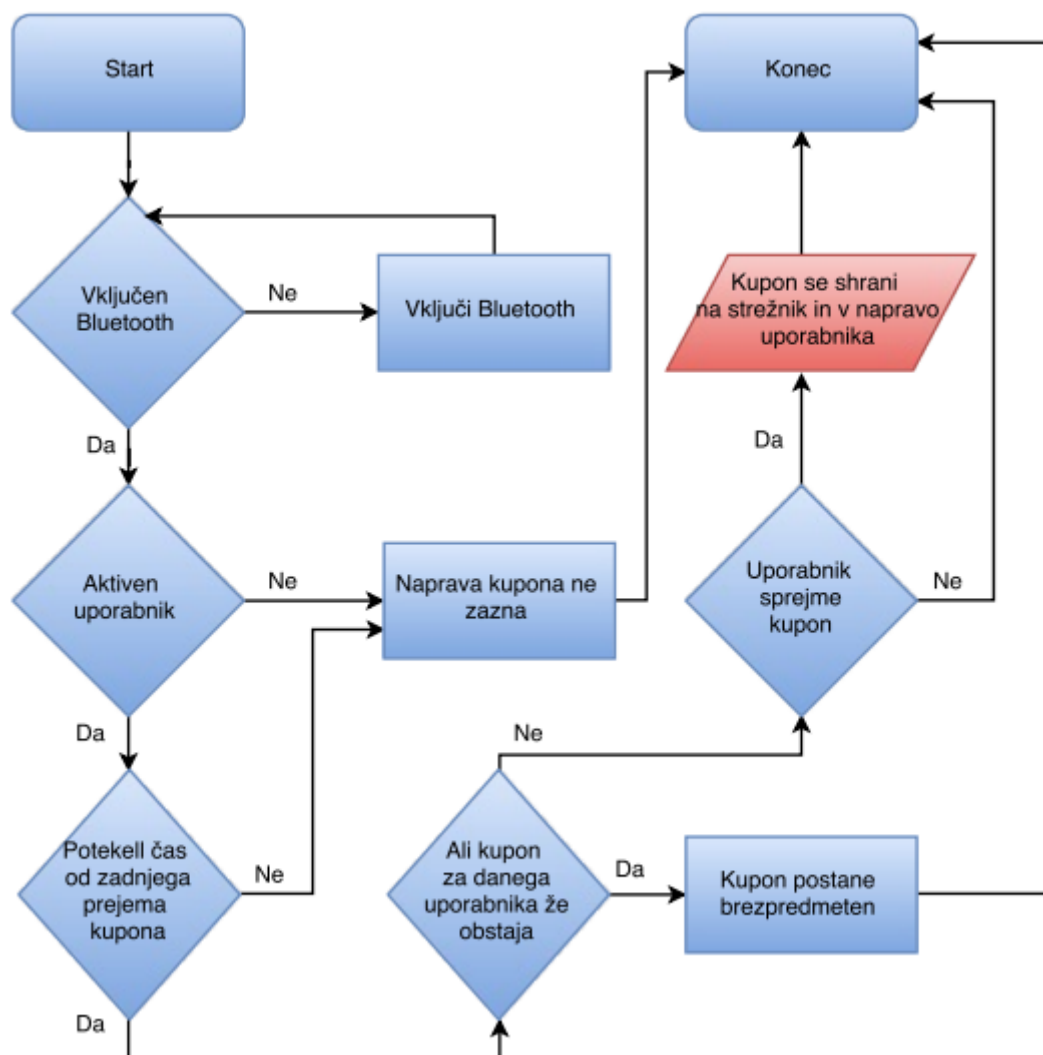 Start
Konec
Vključen
Bluetooth
Ne
Vključi Bluetooth
Kupon se shrani
na strežnik in v napravo
uporabnika
Da
Da
Aktiven
uporabnik
Ne
Naprava kupona ne
zazna
Uporabnik
sprejme
kupon
Ne
Da
Ne
Potekell čas
od zadnjega
prejema
kupona
Ne
Ali kupon
za danega
uporabnika že
obstaja
Da
Kupon postane
brezpredmeten
Da